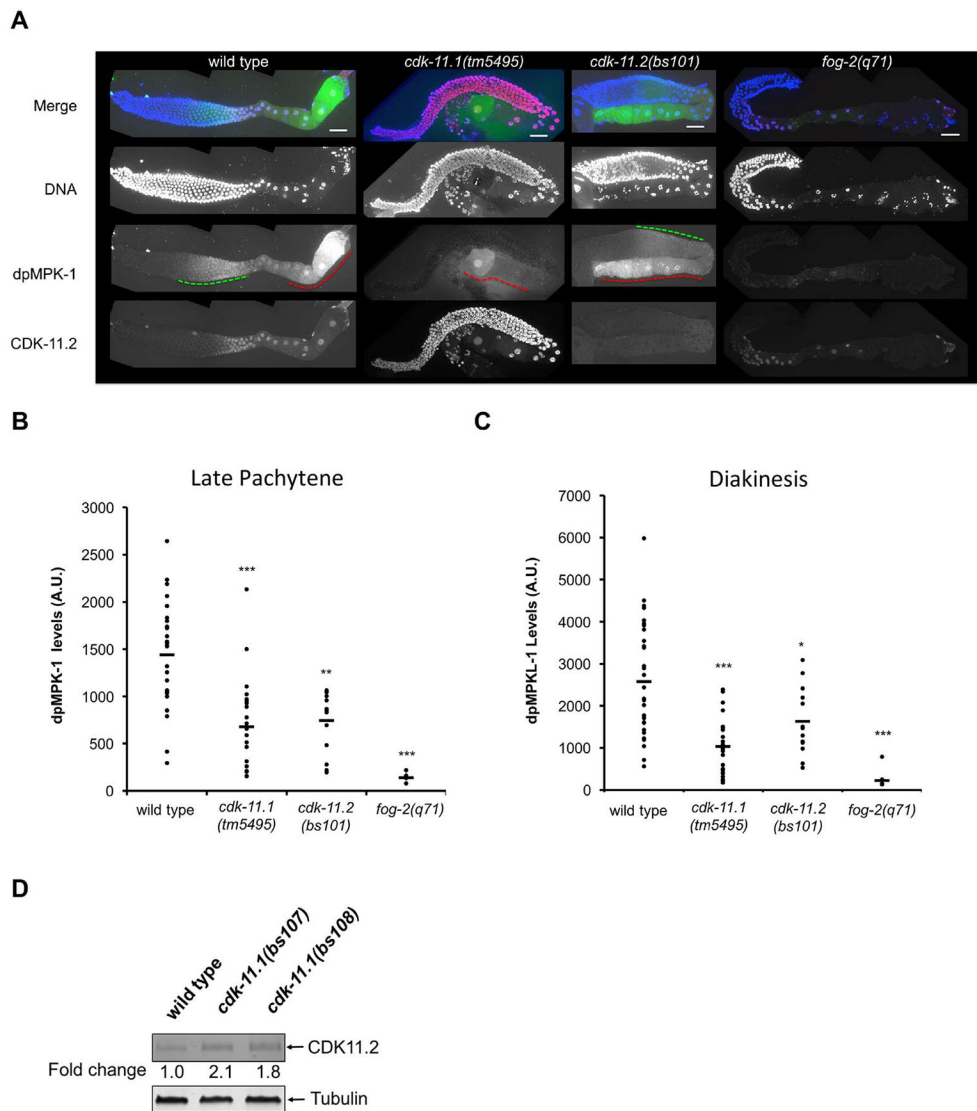 A
wild type cdk-11.1(tm5495) cdk-11.2(bs101) fog-2(q71)
Merge
DNA
dpMPK-1
CDK-11.2
B
C
Late Pachytene
Diakinesis
dpMPK-1 levels (A.U.)
3000
2500
2000
1500
1000
500
0
***
**
***
wild type cdk-11.1 cdk-11.2 fog-2(q71)
(tm5495) (bs101)
dpMPKL-1 Levels (A.U.)
7000
6000
5000
4000
3000
2000
1000
0
***
*
***
wild type cdk-11.1 cdk-11.2 fog-2(q71)
(tm5495) (bs101)
D
wild type
cdk-11.1(bs107)
cdk-11.1(bs108)
CDK11.2
Fold change 1.0 2.1 1.8
Tubulin